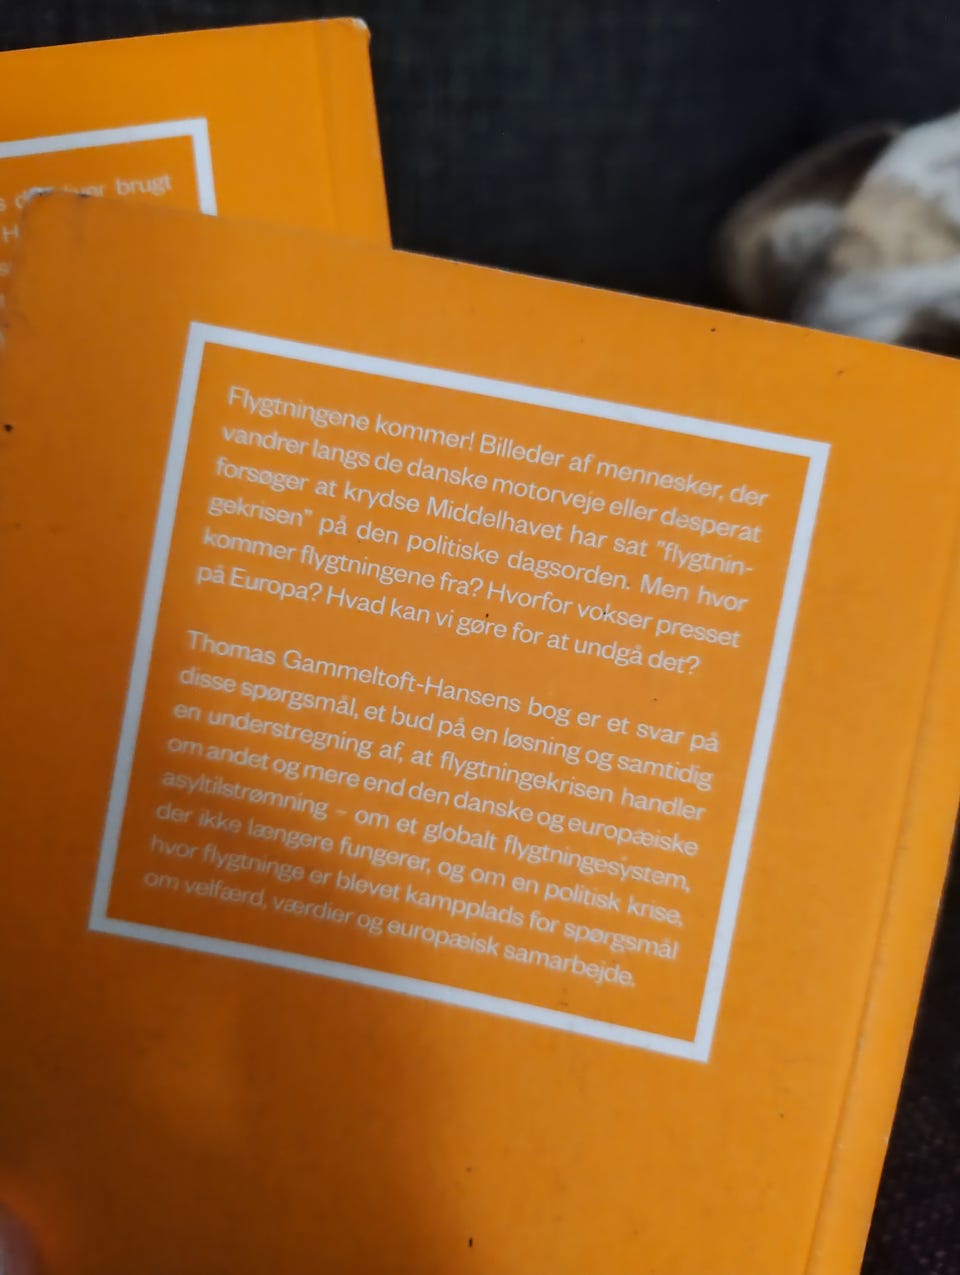 brugt
H
Flygtningene kommer! Billeder af mennesker, der
vandrer langs de danske motorveje eller desperat
forsøger at krydse Middelhavet har sat "flygtnin-
gekrisen" på den politiske dagsorden. Men hvor
kommer flygtningene fra? Hvorfor vokser presset
på Europa? Hvad kan vi gøre for at undgå det?
Thomas Gammeltoft-Hansens bog er et svar på
disse spørgsmål, et bud på en løsning og samtidig
en understregning af, at flygtningekrisen handler
om andet og mere end den danske og europæiske
asyltilstrømning – om et globalt flygtningesystem,
der ikke længere fungerer, og om en politisk krise,
hvor flygtninge er blevet kampplads for spørgsmål
om velfærd, værdier og europæisk samarbejde.